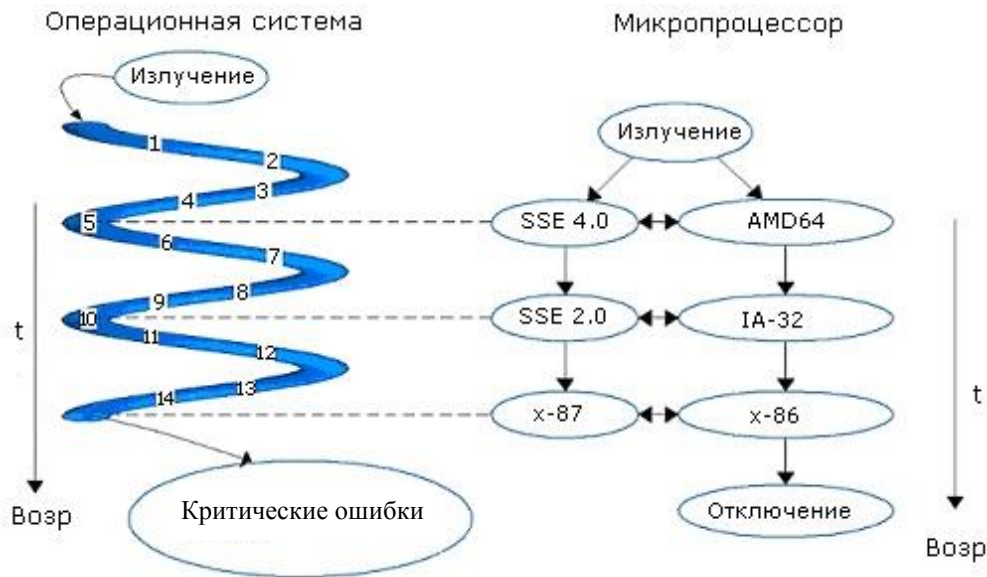 Операционная система
Микропроцессор
Излучение
Излучение
1
2
3
4
5
6
7
8
9
10
11
12
13
14
SSE 4.0
AMD64
SSE 2.0
IA-32
x-87
x-86
Отключение
Критические ошибки
t
Возр
t
Возр